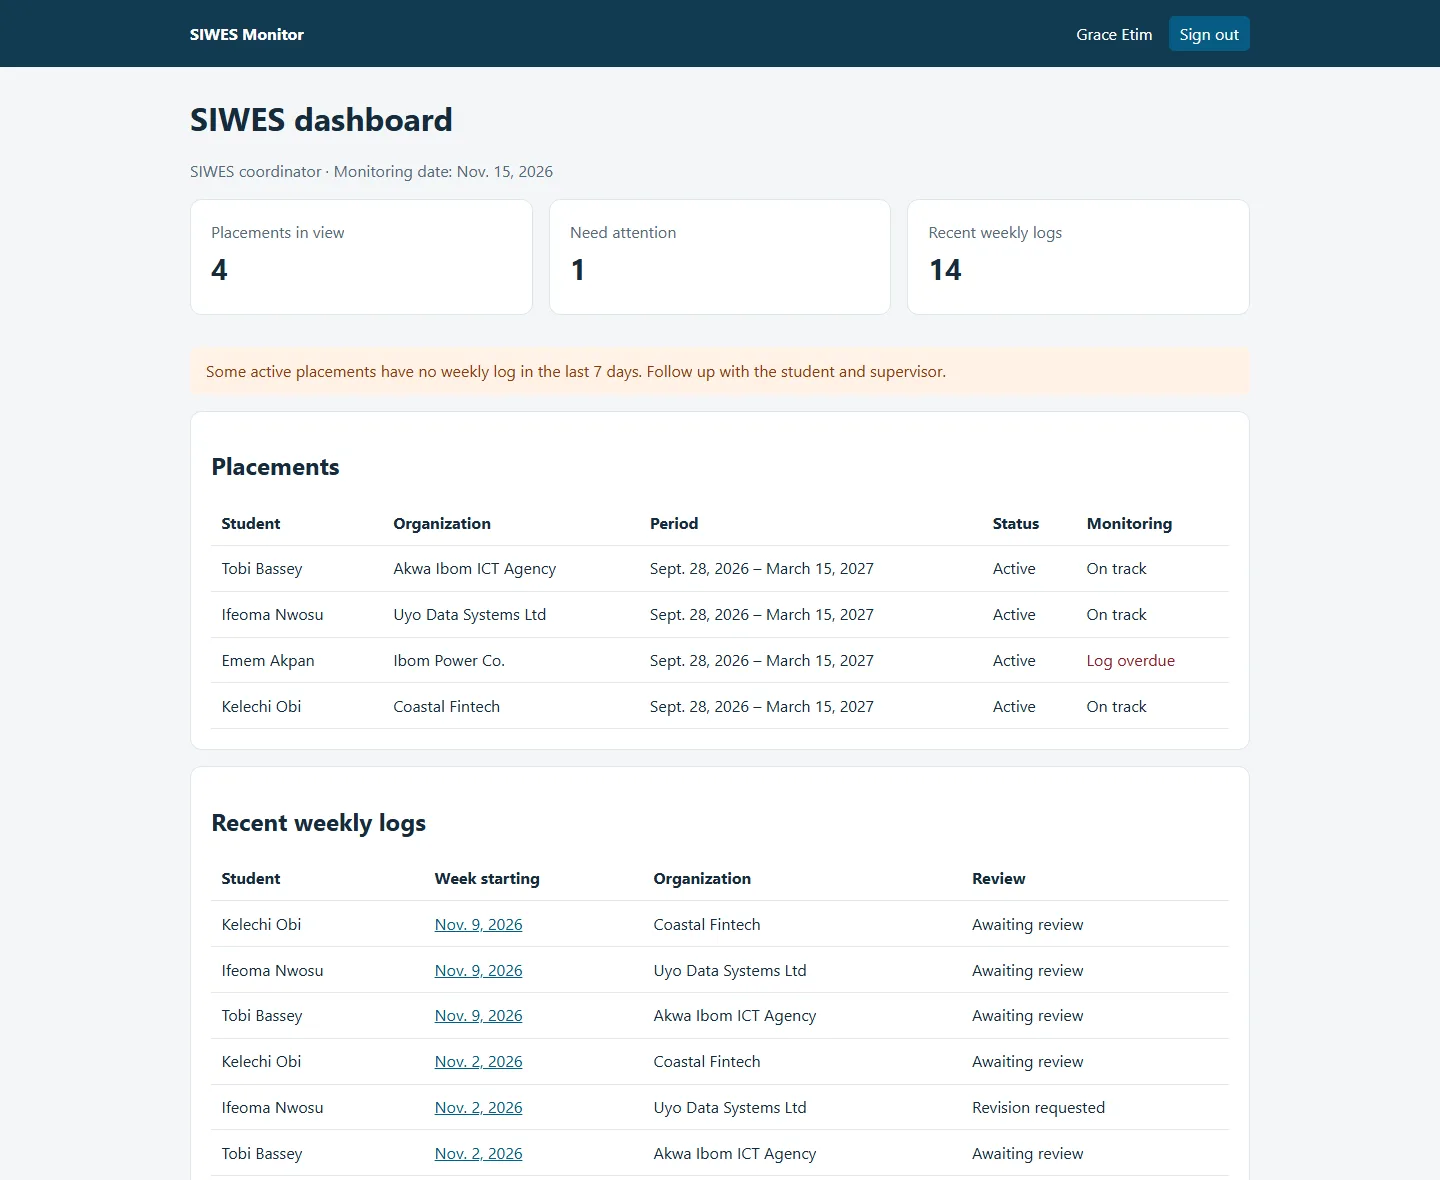 SIWES Monitor
Grace Etim
Sign out
SIWES dashboard
SIWES coordinator · Monitoring date: Nov. 15, 2026
Placements in view
4
Need attention
1
Recent weekly logs
14
Some active placements have no weekly log in the last 7 days. Follow up with the student and supervisor.
Placements
Student Organization Period Status Monitoring
Tobi Bassey Akwa Ibom ICT Agency Sept. 28, 2026 – March 15, 2027 Active On track
Ifeoma Nwosu Uyo Data Systems Ltd Sept. 28, 2026 – March 15, 2027 Active On track
Emem Akpan Ibom Power Co. Sept. 28, 2026 – March 15, 2027 Active Log overdue
Kelechi Obi Coastal Fintech Sept. 28, 2026 – March 15, 2027 Active On track
Recent weekly logs
Student Week starting Organization Review
Kelechi Obi Nov. 9, 2026 Coastal Fintech Awaiting review
Ifeoma Nwosu Nov. 9, 2026 Uyo Data Systems Ltd Awaiting review
Tobi Bassey Nov. 9, 2026 Akwa Ibom ICT Agency Awaiting review
Kelechi Obi Nov. 2, 2026 Coastal Fintech Awaiting review
Ifeoma Nwosu Nov. 2, 2026 Uyo Data Systems Ltd Revision requested
Tobi Bassey Nov. 2, 2026 Akwa Ibom ICT Agency Awaiting review